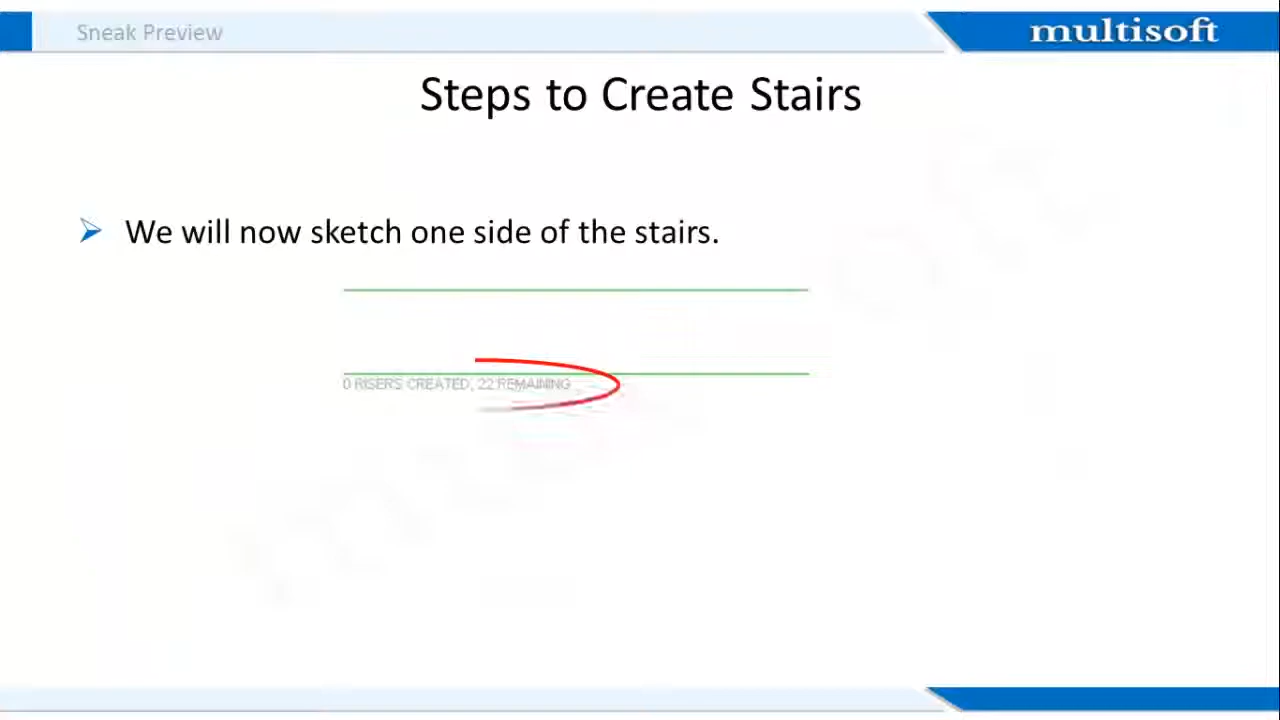 Sneak Preview
multisoft
Steps to Create Stairs
We will now sketch one side of the stairs.
0 RISERS CREATED, 22 REMAINING